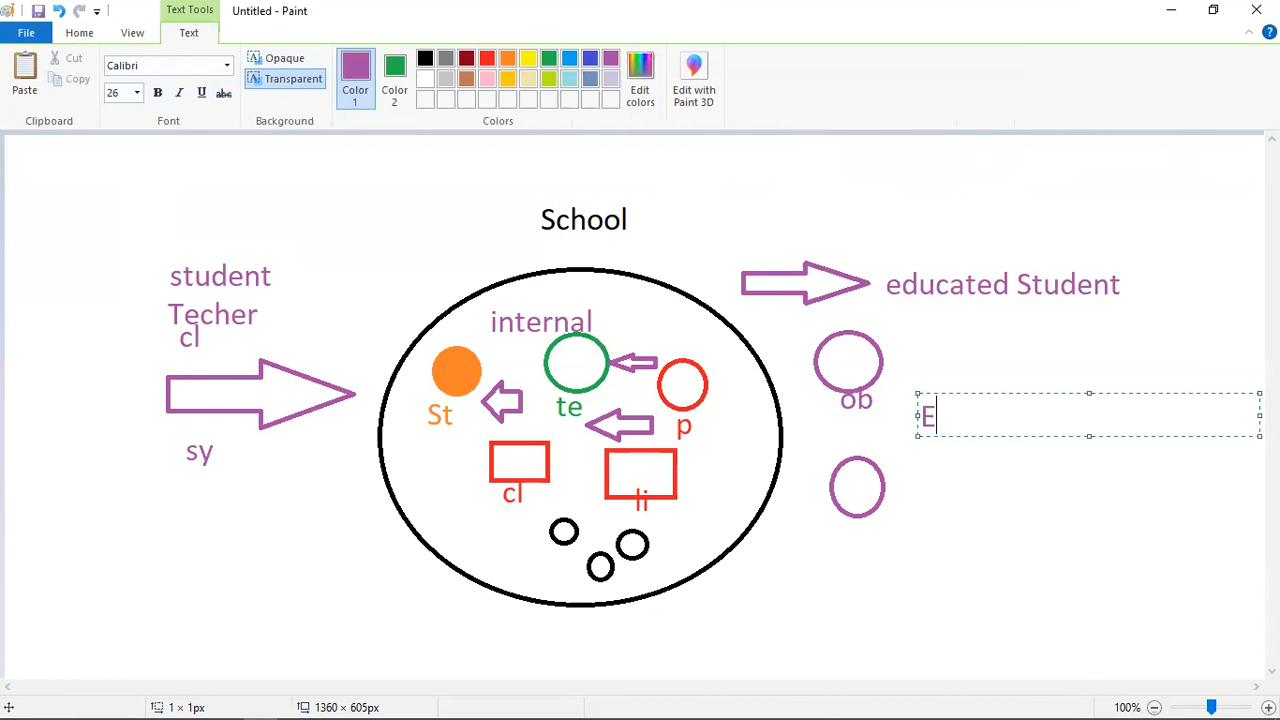 Text Tools
Untitled - Paint
File
Home
View
Text
Paste
Cut
Copy
Clipboard
Calibri
26
B
I
U
abc
Font
Opaque
Transparent
Background
Color
1
Color
2
Edit
colors
Edit with
Paint 3D
Colors
School
student
Techer
cl
sy
internal
St
te
p
cl
li
educated Student
ob
E
1 × 1px
1360 × 605px
100%